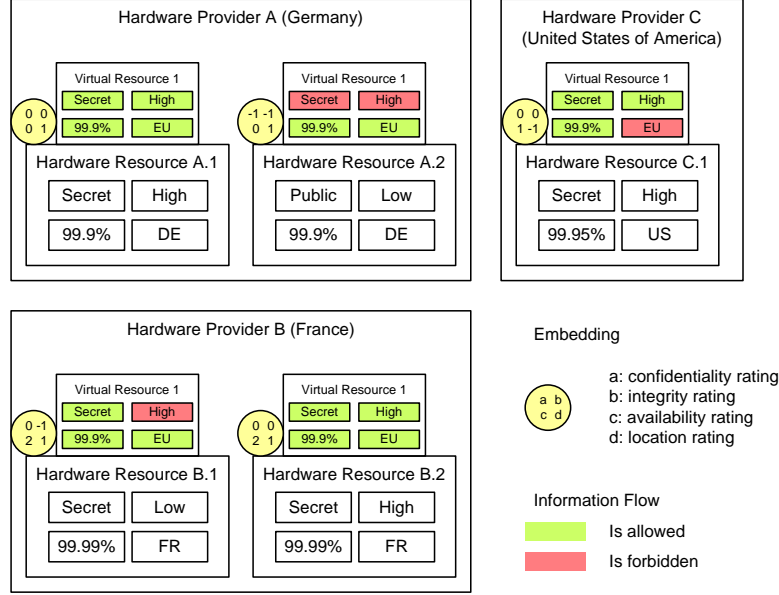 Hardware Provider A (Germany)
Virtual Resource 1
Secret High
99.9% EU
0 0
0 1
Hardware Resource A.1
Secret High
99.9% DE
Virtual Resource 1
Secret High
99.9% EU
-1 -1
0 1
Hardware Resource A.2
Public Low
99.9% DE
Hardware Provider C
(United States of America)
Virtual Resource 1
Secret High
99.9% EU
0 0
1 -1
Hardware Resource C.1
Secret High
99.95% US
Hardware Provider B (France)
Virtual Resource 1
Secret High
99.9% EU
0 -1
2 1
Hardware Resource B.1
Secret Low
99.99% FR
Virtual Resource 1
Secret High
99.9% EU
0 0
2 1
Hardware Resource B.2
Secret High
99.99% FR
Embedding
a b
c d
a: confidentiality rating
b: integrity rating
c: availability rating
d: location rating
Information Flow
Is allowed
Is forbidden